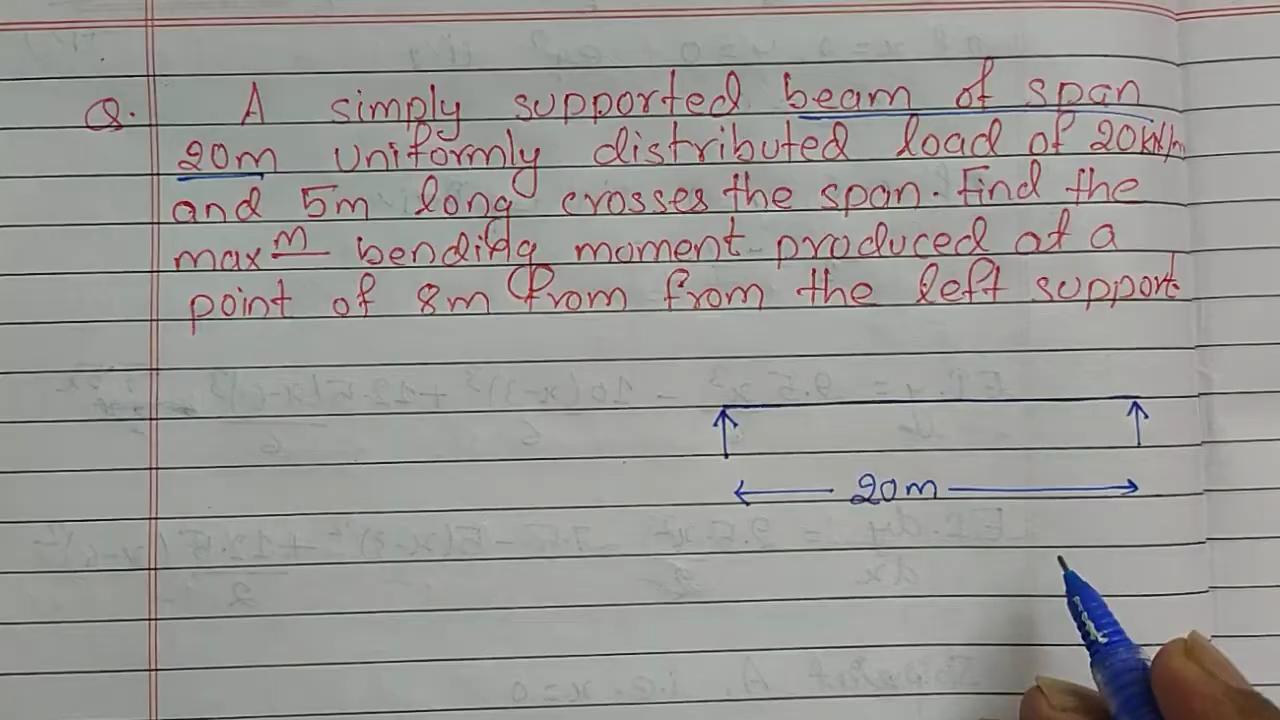 Q. A simply supported beam of span
20m uniformly distributed load of 20kN/m
and 5m long crosses the span. Find the
max m bending moment produced at a
point of 8m from from the left support.
20m